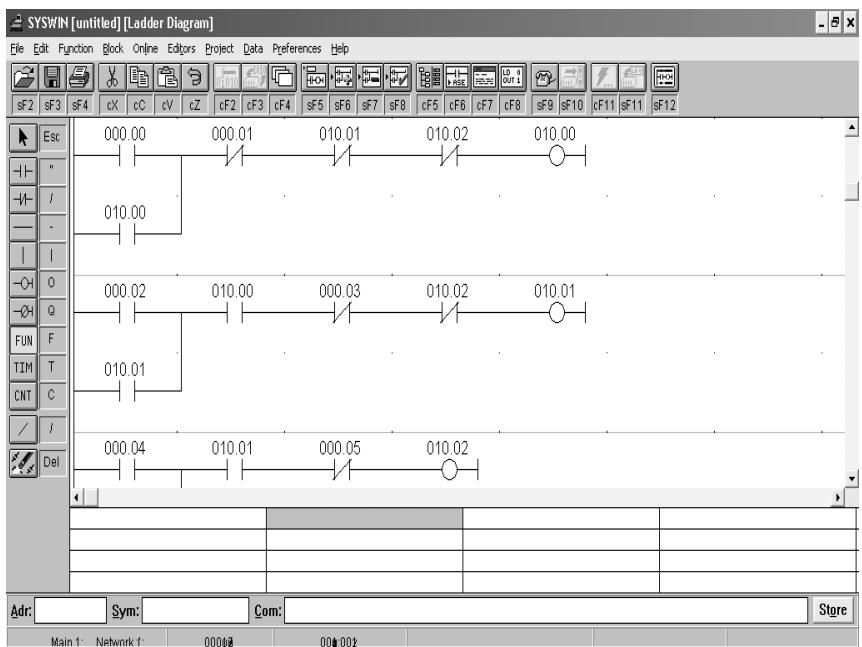 SYSWIN [untitled] [Ladder Diagram]
File Edit Function Block Online Editors Project Data Preferences Help
LD 0
OUT 1
sF2 sF3 sF4 cX cC cV cZ cF2 cF3 cF4 sF5 sF6 sF7 sF8 cF5 cF6 cF7 cF8 sF9 sF10 cF11 sF11 sF12
Esc
"
/
-
|
O
Q
FUN F
TIM T
CNT C
/
Del
000.00 000.01 010.01 010.02 010.00
010.00
000.02 010.00 000.03 010.02 010.01
010.01
000.04 010.01 000.05 010.02
Adr: Sym: Com: Store
Main 1: Network 1: